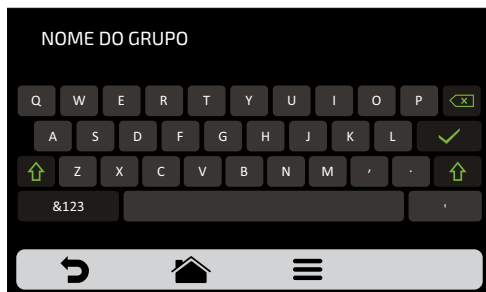 NOME DO GRUPO
Q W E R T Y U I O P
A S D F G H J K L
Z X C V B N M , .
&123 '